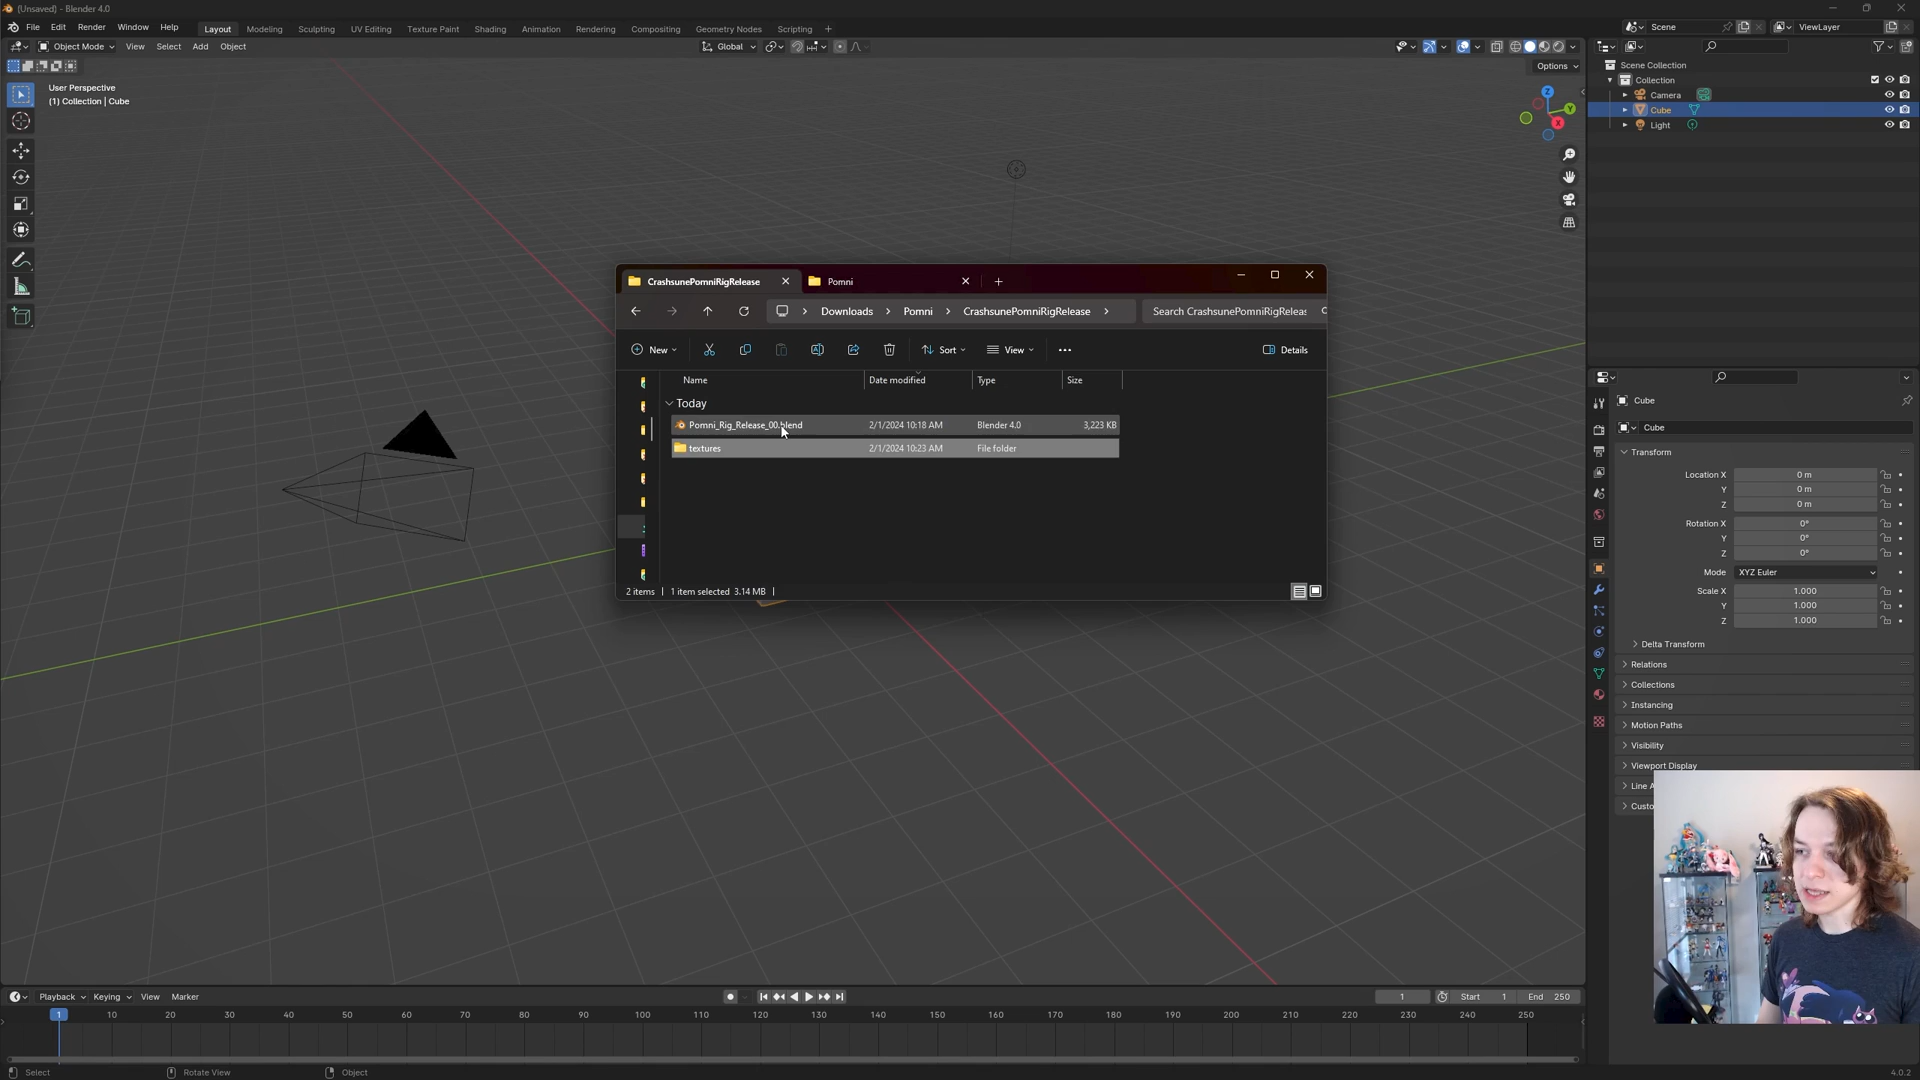 (Unsaved) - Blender 4.0
File Edit Render Window Help Layout Modeling Sculpting UV Editing Texture Paint Shading Animation Rendering Compositing Geometry Nodes Scripting + Scene ViewLayer
Object Mode View Select Add Object Global
Options
User Perspective
(1) Collection | Cube
Z
Y
X
Scene Collection
Collection
Camera
Cube
Light
CrashsunePomniRigRelease Pomni
Downloads > Pomni > CrashsunePomniRigRelease > Search CrashsunePomniRigReleas
New Sort View ... Details
Name Date modified Type Size
Today
Pomni_Rig_Release_00.blend 2/1/2024 10:18 AM Blender 4.0 3,223 KB
textures 2/1/2024 10:23 AM File folder
2 items | 1 item selected 3.14 MB |
Cube
Cube
Transform
Location X 0 m
Y 0 m
Z 0 m
Rotation X 0°
Y 0°
Z 0°
Mode XYZ Euler
Scale X 1.000
Y 1.000
Z 1.000
Delta Transform
Relations
Collections
Instancing
Motion Paths
Visibility
Viewport Display
Line A
Custo
Playback Keying View Marker 1 Start 1 End 250
1 10 20 30 40 50 60 70 80 90 100 110 120 130 140 150 160 170 180 190 200 210 220 230 240 250
Select Rotate View Object 4.0.2